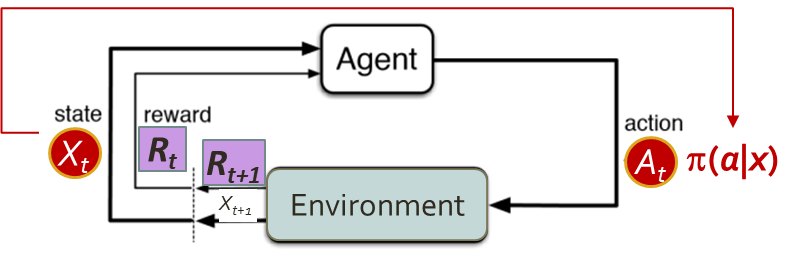 Agent
state
reward
X_t
R_t
R_{t+1}
action
A_t
π(a|x)
X_{t+1}
Environment